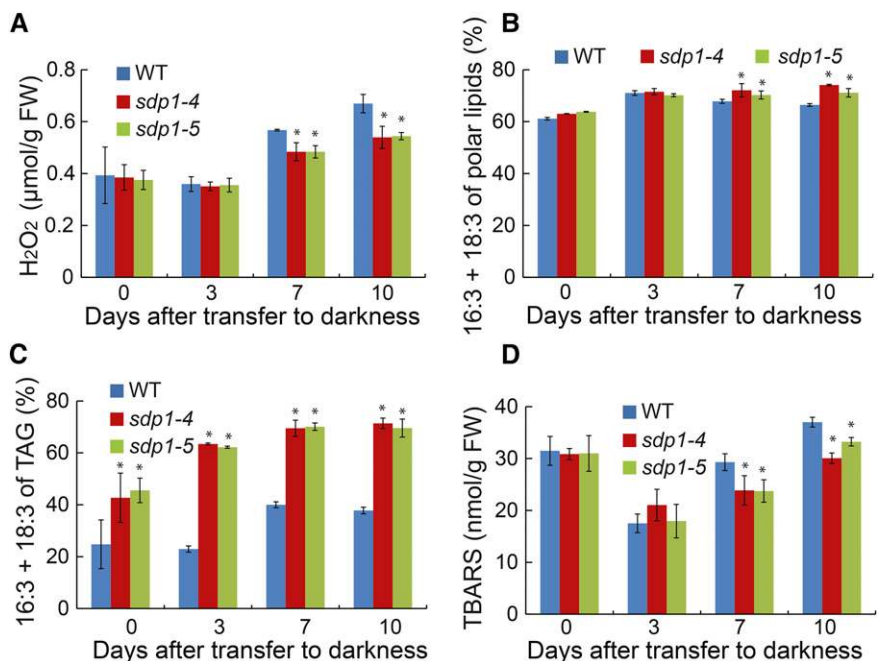 A
H2O2 (μmol/g FW)
0.8
0.6
0.4
0.2
0
WT
sdp1-4
sdp1-5
* *
* *
0 3 7 10
Days after transfer to darkness
B
16:3 + 18:3 of polar lipids (%)
WT sdp1-4 sdp1-5
80
60
40
20
0
* *
* *
0 3 7 10
Days after transfer to darkness
C
16:3 + 18:3 of TAG (%)
80
60
40
20
0
WT
sdp1-4
sdp1-5
* *
* *
* *
* *
0 3 7 10
Days after transfer to darkness
D
TBARS (nmol/g FW)
40
30
20
10
0
WT
sdp1-4
sdp1-5
* *
* *
0 3 7 10
Days after transfer to darkness